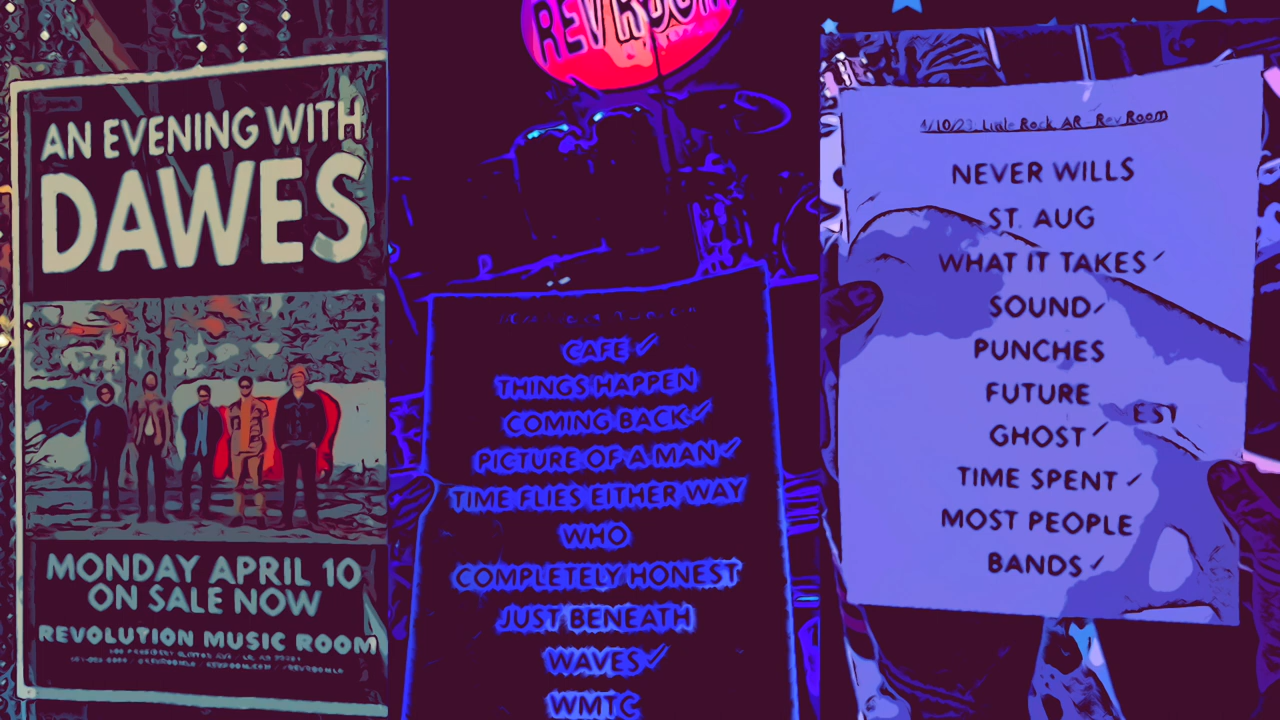 AN EVENING WITH
DAWES
MONDAY APRIL 10
ON SALE NOW
REVOLUTION MUSIC ROOM
REV ROOM
CAFE ✓
THINGS HAPPEN
COMING BACK ✓
PICTURE OF A MAN ✓
TIME FLIES EITHER WAY
WHO
COMPLETELY HONEST
JUST BENEATH
WAVES ✓
WMTC
4/10/23 Little Rock AR - Rev Room
NEVER WILLS
ST. AUG
WHAT IT TAKES ✓
SOUND ✓
PUNCHES
FUTURE
EST
GHOST ✓
TIME SPENT ✓
MOST PEOPLE
BANDS ✓